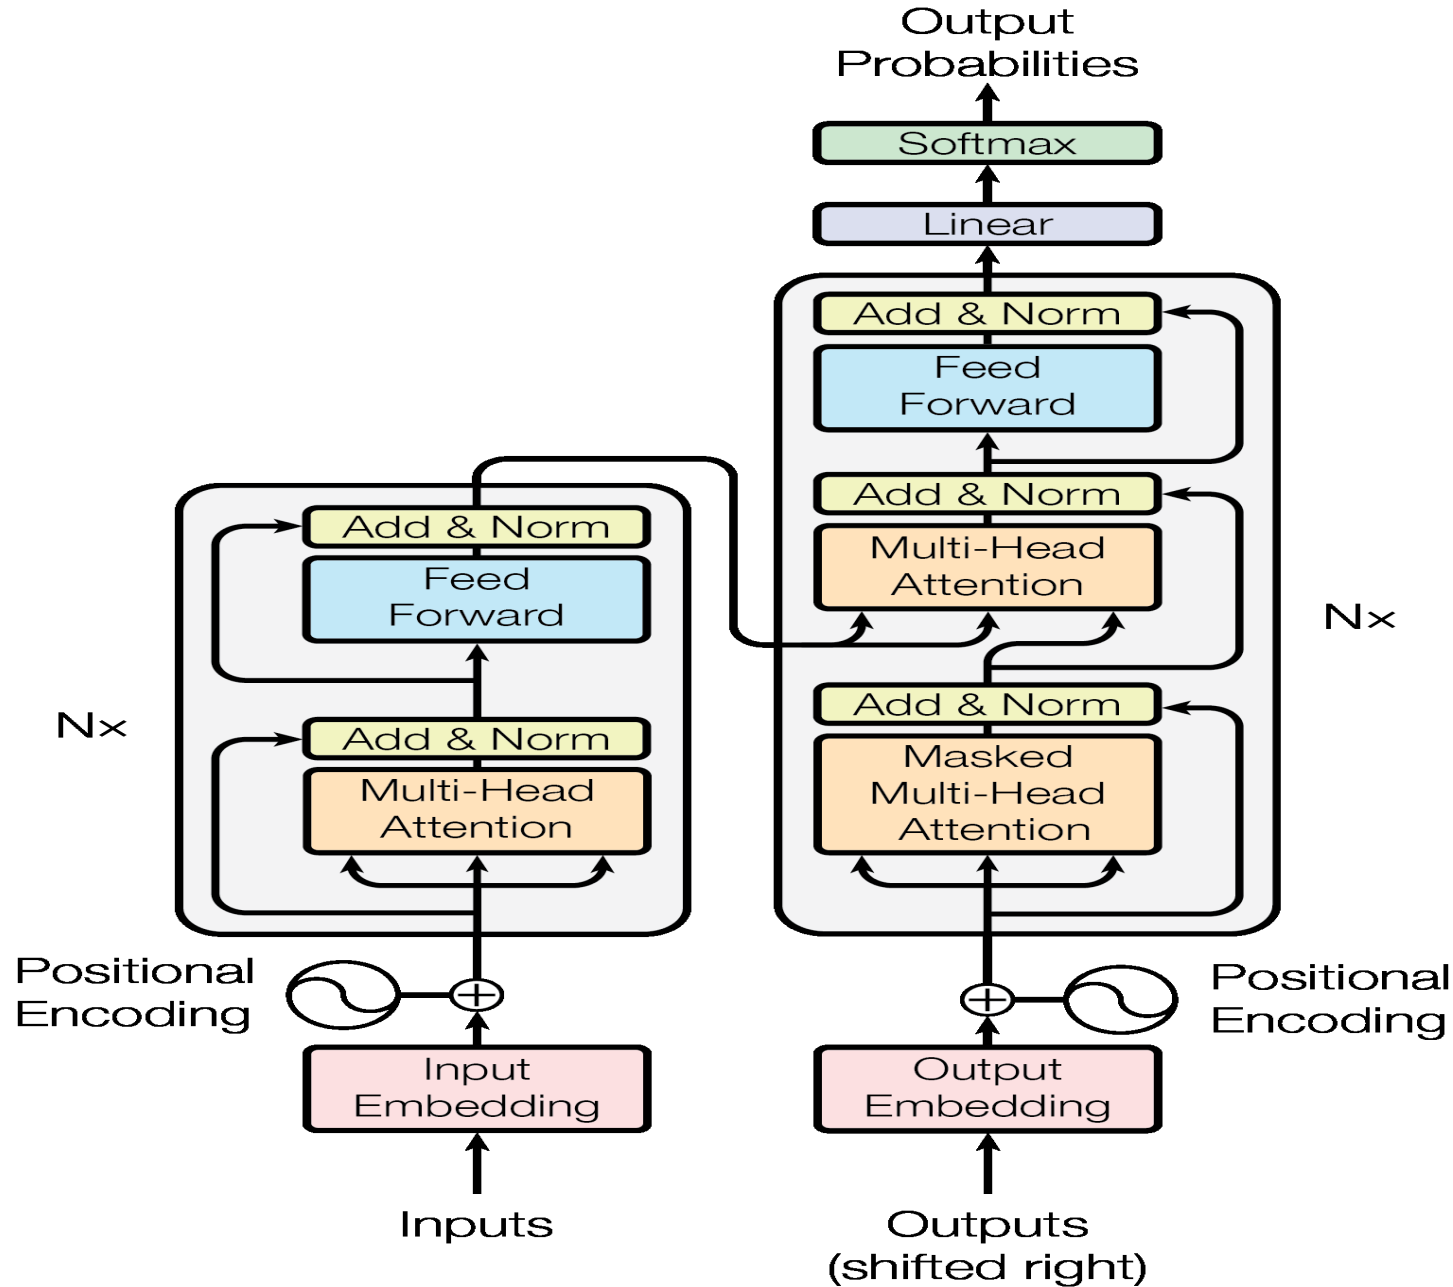 Output
Probabilities
Softmax
Linear
Add & Norm
Feed
Forward
Add & Norm
Multi-Head
Attention
Nx
Add & Norm
Masked
Multi-Head
Attention
Add & Norm
Feed
Forward
Nx
Add & Norm
Multi-Head
Attention
Positional
Encoding
Positional
Encoding
Input
Embedding
Output
Embedding
Inputs
Outputs
(shifted right)